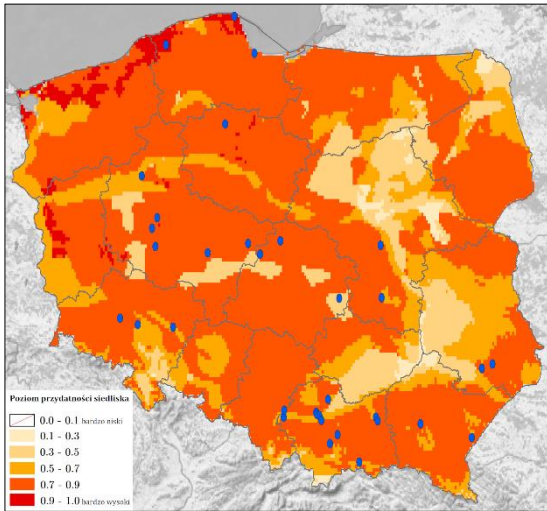 Poziom przydatności siedliska
0.0 - 0.1 bardzo niski
0.1 - 0.3
0.3 - 0.5
0.5 - 0.7
0.7 - 0.9
0.9 - 1.0 bardzo wysoki